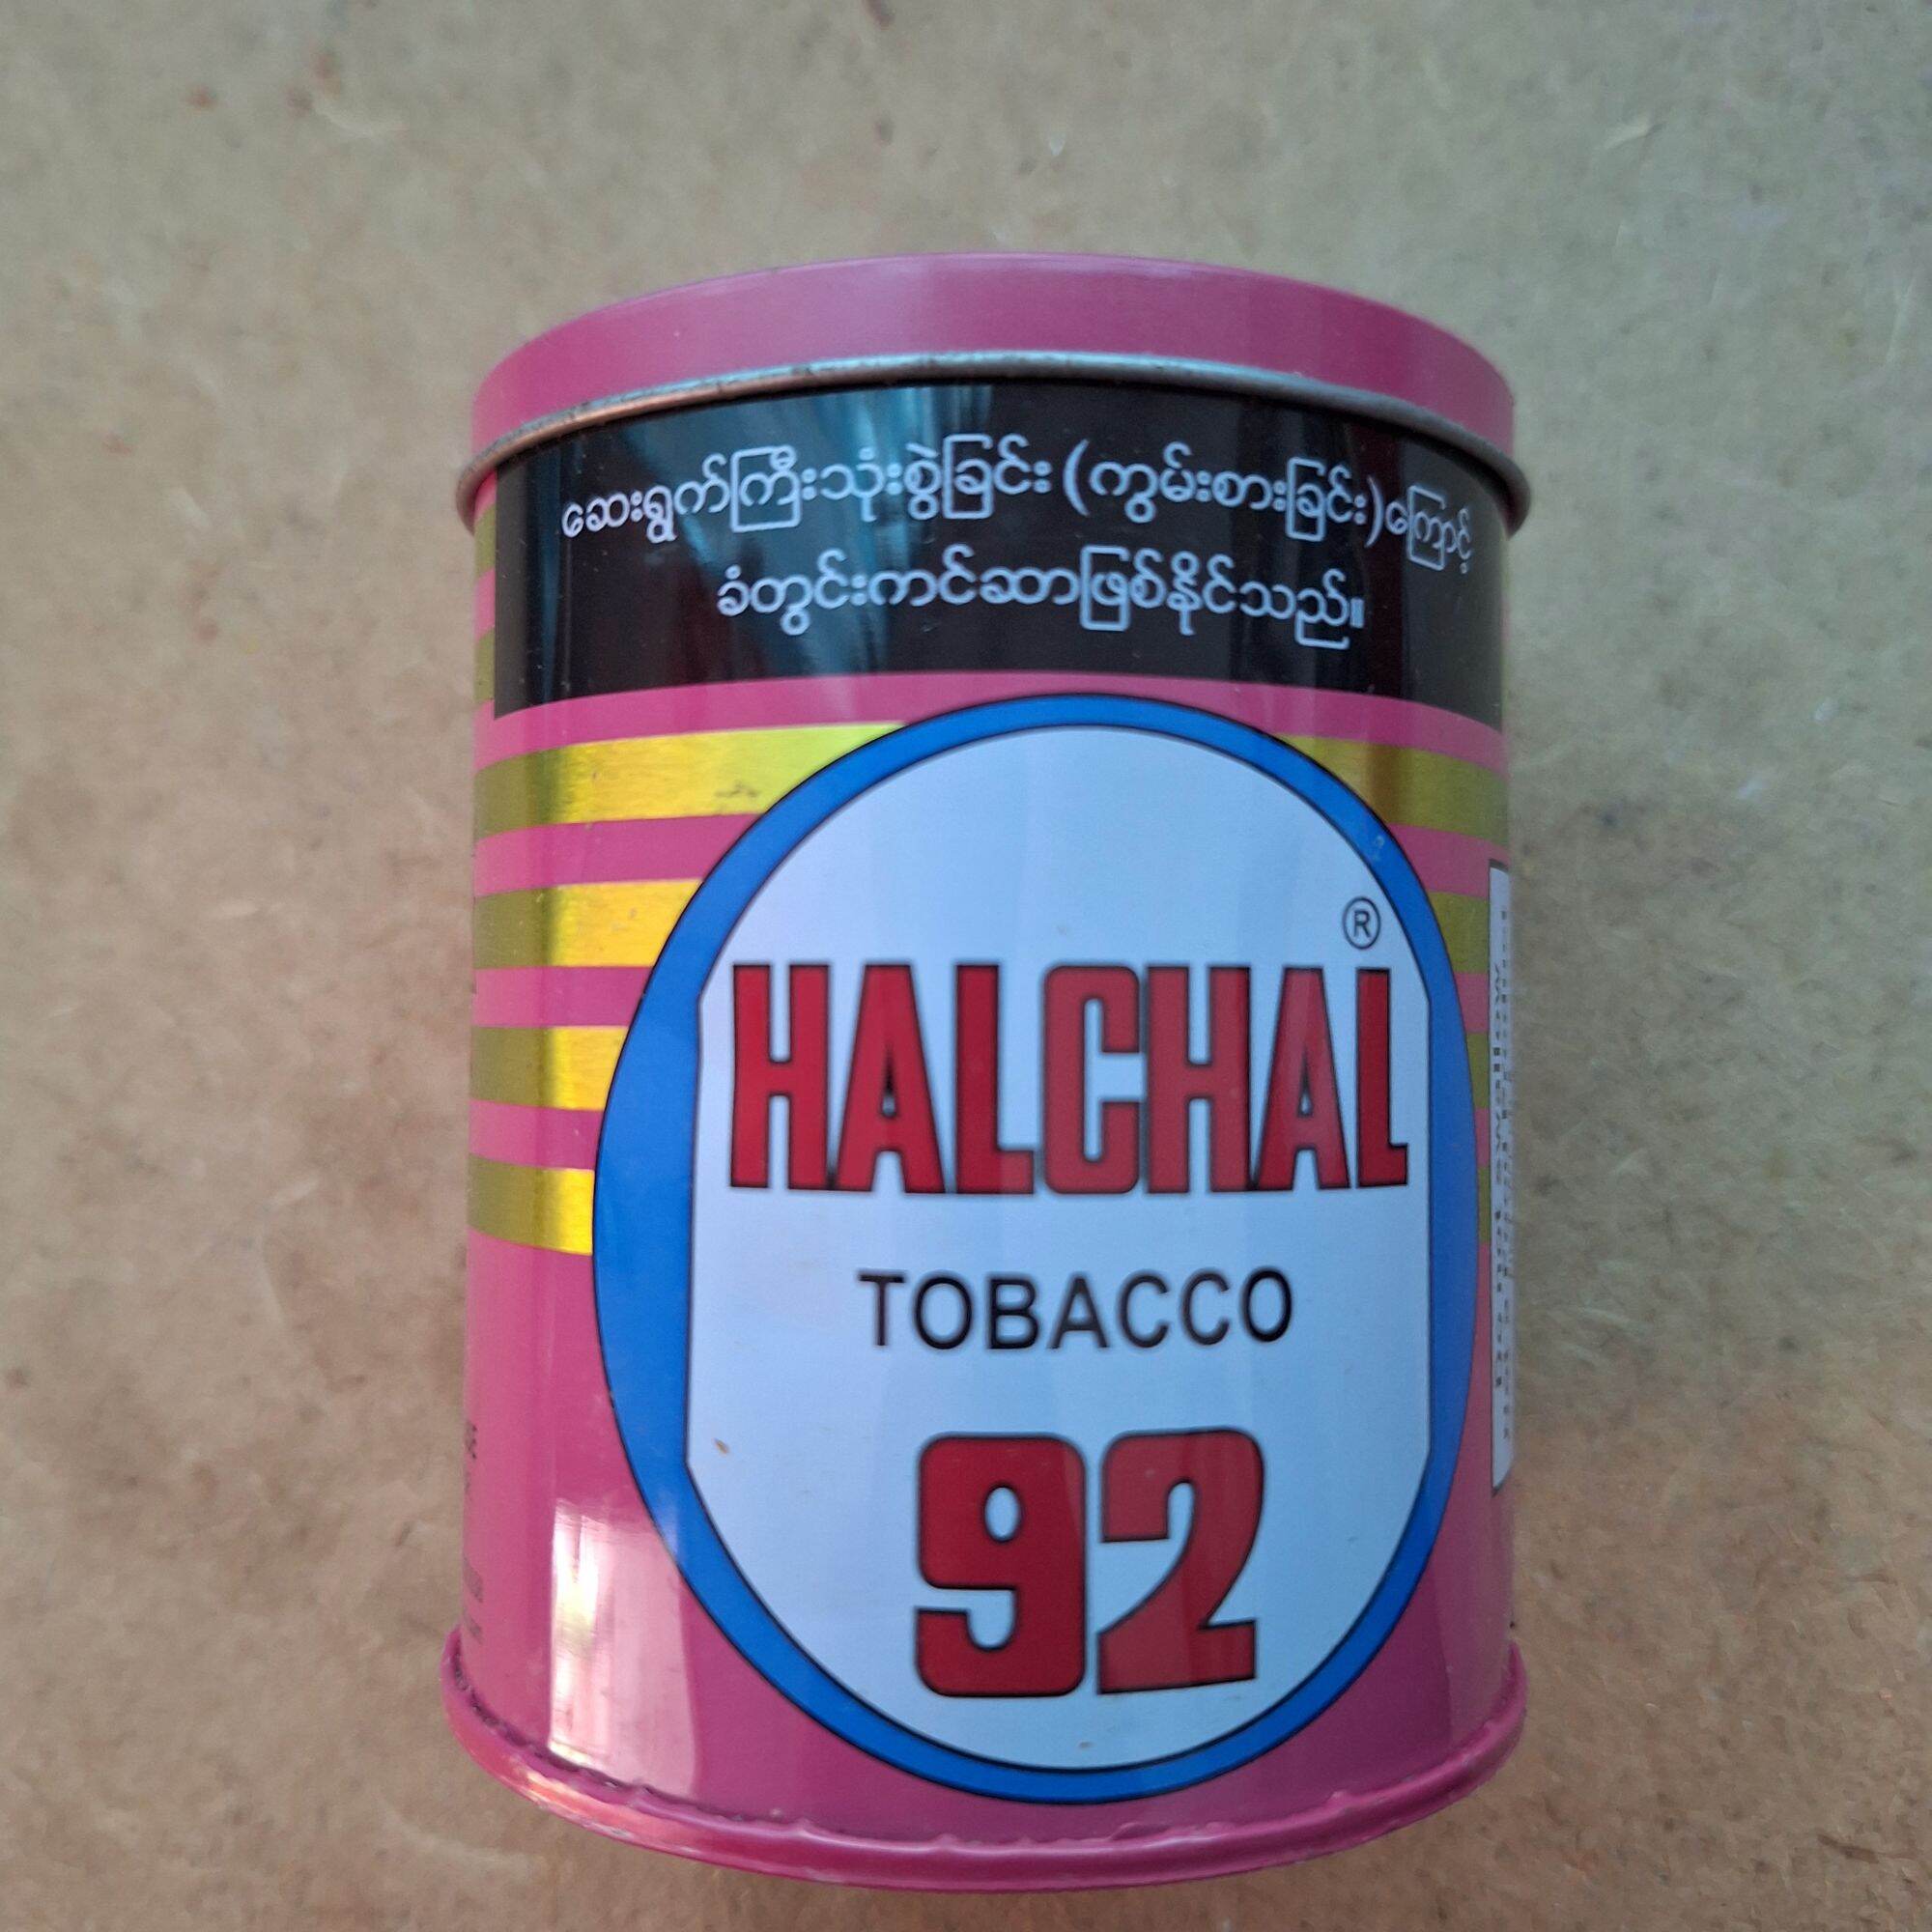 ဆေးရွက်ကြီးသုံးစွဲခြင်း (ကွမ်းစားခြင်း)ကြောင့်
ခံတွင်းကင်ဆာဖြစ်နိုင်သည်။
®
HALCHAL
TOBACCO
92